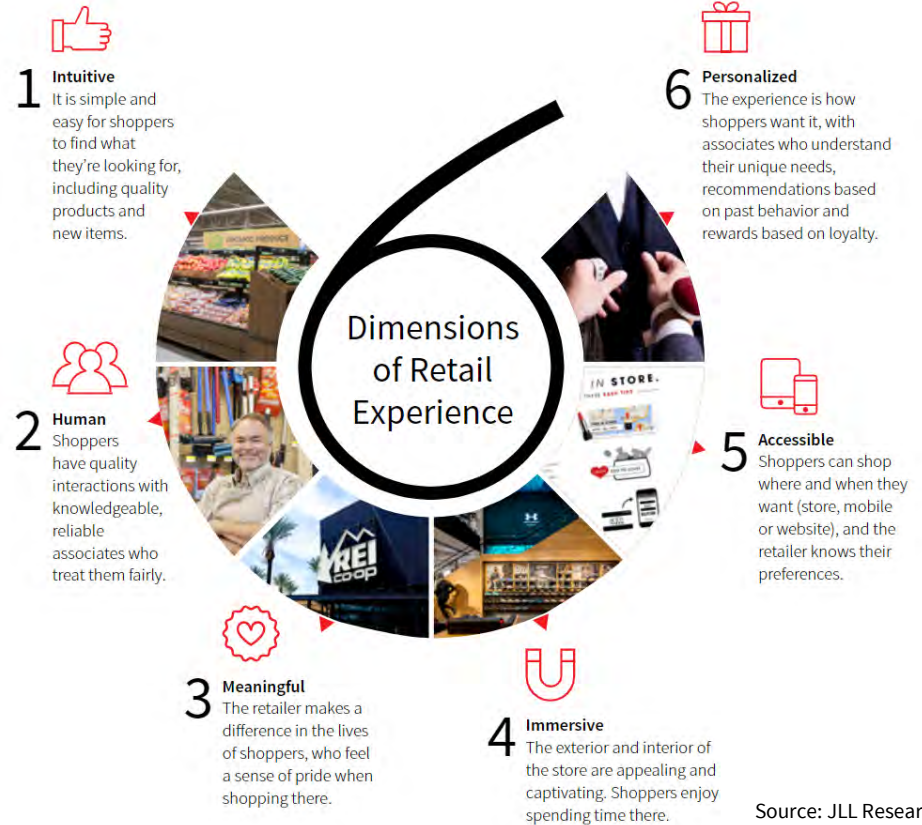 1
Intuitive
It is simple and
easy for shoppers
to find what
they're looking for,
including quality
products and
new items.
2
Human
Shoppers
have quality
interactions with
knowledgeable,
reliable
associates who
treat them fairly.
3
Meaningful
The retailer makes a
difference in the lives
of shoppers, who feel
a sense of pride when
shopping there.
4
Immersive
The exterior and interior of
the store are appealing and
captivating. Shoppers enjoy
spending time there.
5
Accessible
Shoppers can shop
where and when they
want (store, mobile
or website), and the
retailer knows their
preferences.
6
Personalized
The experience is how
shoppers want it, with
associates who understand
their unique needs,
recommendations based
on past behavior and
rewards based on loyalty.
6
Dimensions
of Retail
Experience
ORGANIC PRODUCE
REI
CO·OP
IN STORE.
Source: JLL Resear